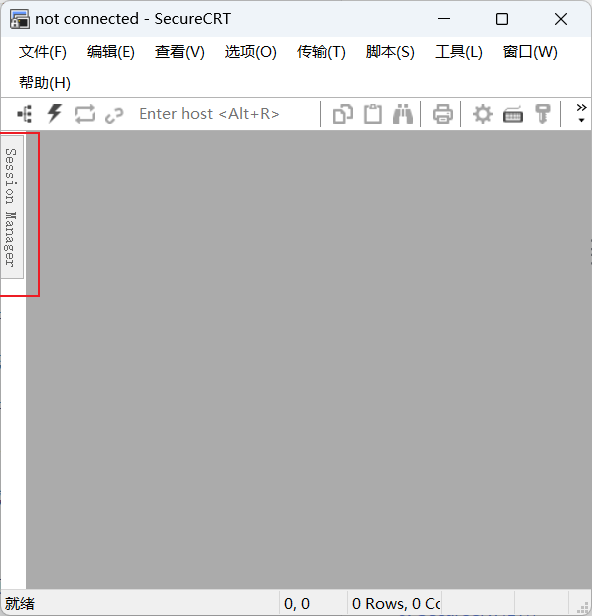 not connected - SecureCRT
文件(F) 编辑(E) 查看(V) 选项(O) 传输(T) 脚本(S) 工具(L) 窗口(W)
帮助(H)
Enter host <Alt+R>
Session Manager
就绪 0, 0 0 Rows, 0 Co